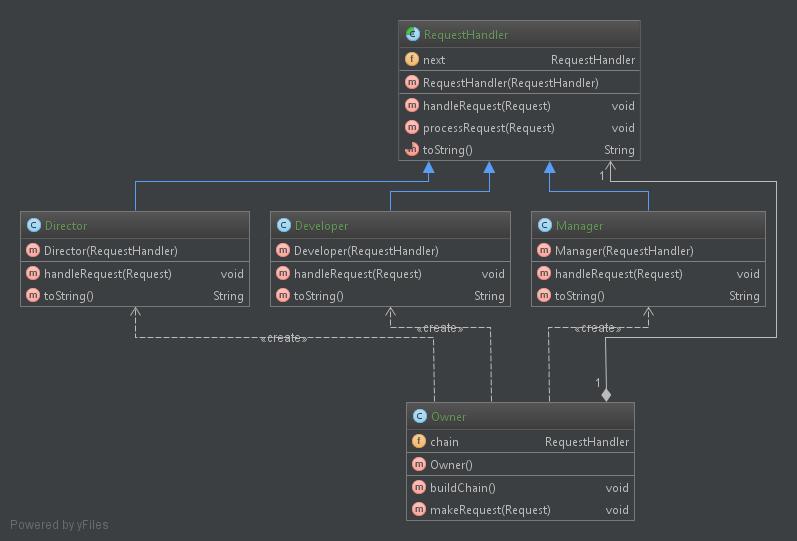 C RequestHandler
f next RequestHandler
m RequestHandler(RequestHandler)
m handleRequest(Request) void
m processRequest(Request) void
m toString() String
1
C Director
m Director(RequestHandler)
m handleRequest(Request) void
m toString() String
C Developer
m Developer(RequestHandler)
m handleRequest(Request) void
m toString() String
C Manager
m Manager(RequestHandler)
m handleRequest(Request) void
m toString() String
«create»
«create»
«create»
1
C Owner
f chain RequestHandler
m Owner()
m buildChain() void
m makeRequest(Request) void
Powered by yFiles